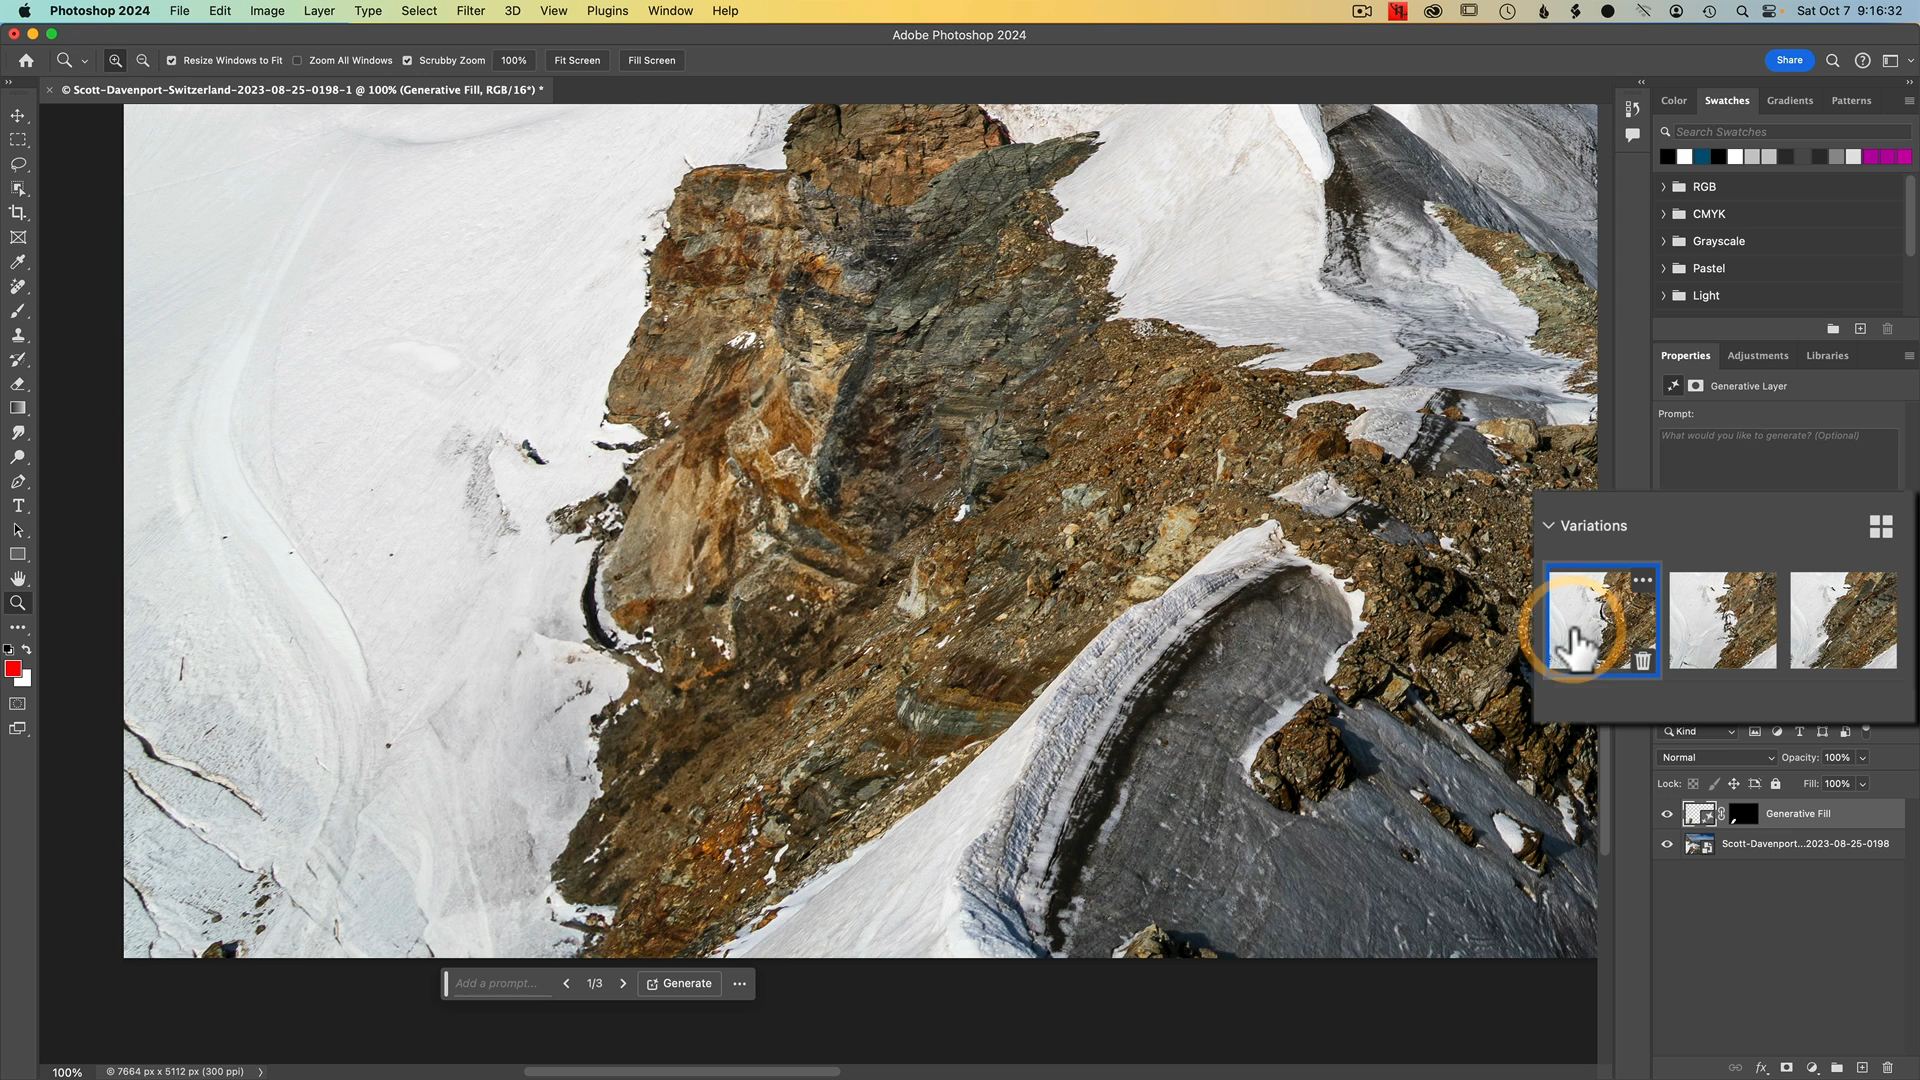 Photoshop 2024 File Edit Image Layer Type Select Filter 3D View Plugins Window Help Sat Oct 7 9:16:32
Adobe Photoshop 2024
Resize Windows to Fit Zoom All Windows Scrubby Zoom 100% Fit Screen Fill Screen Share
© Scott-Davenport-Switzerland-2023-08-25-0198-1 @ 100% (Generative Fill, RGB/16*) *
Color Swatches Gradients Patterns
Search Swatches
RGB
CMYK
Grayscale
Pastel
Light
Properties Adjustments Libraries
Generative Layer
Prompt:
What would you like to generate? (Optional)
Variations
Kind
Normal Opacity: 100%
Lock: Fill: 100%
Generative Fill
Scott-Davenport...2023-08-25-0198
Add a prompt... 1/3 Generate
100% © 7664 px x 5112 px (300 ppi)
fx